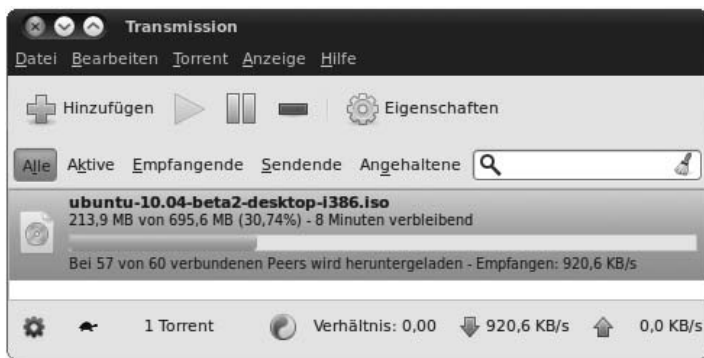 Transmission
Datei Bearbeiten Torrent Anzeige Hilfe
Hinzufügen Eigenschaften
Alle Aktive Empfangende Sendende Angehaltene
ubuntu-10.04-beta2-desktop-i386.iso
213,9 MB von 695,6 MB (30,74%) - 8 Minuten verbleibend
Bei 57 von 60 verbundenen Peers wird heruntergeladen - Empfangen: 920,6 KB/s
1 Torrent Verhältnis: 0,00 920,6 KB/s 0,0 KB/s